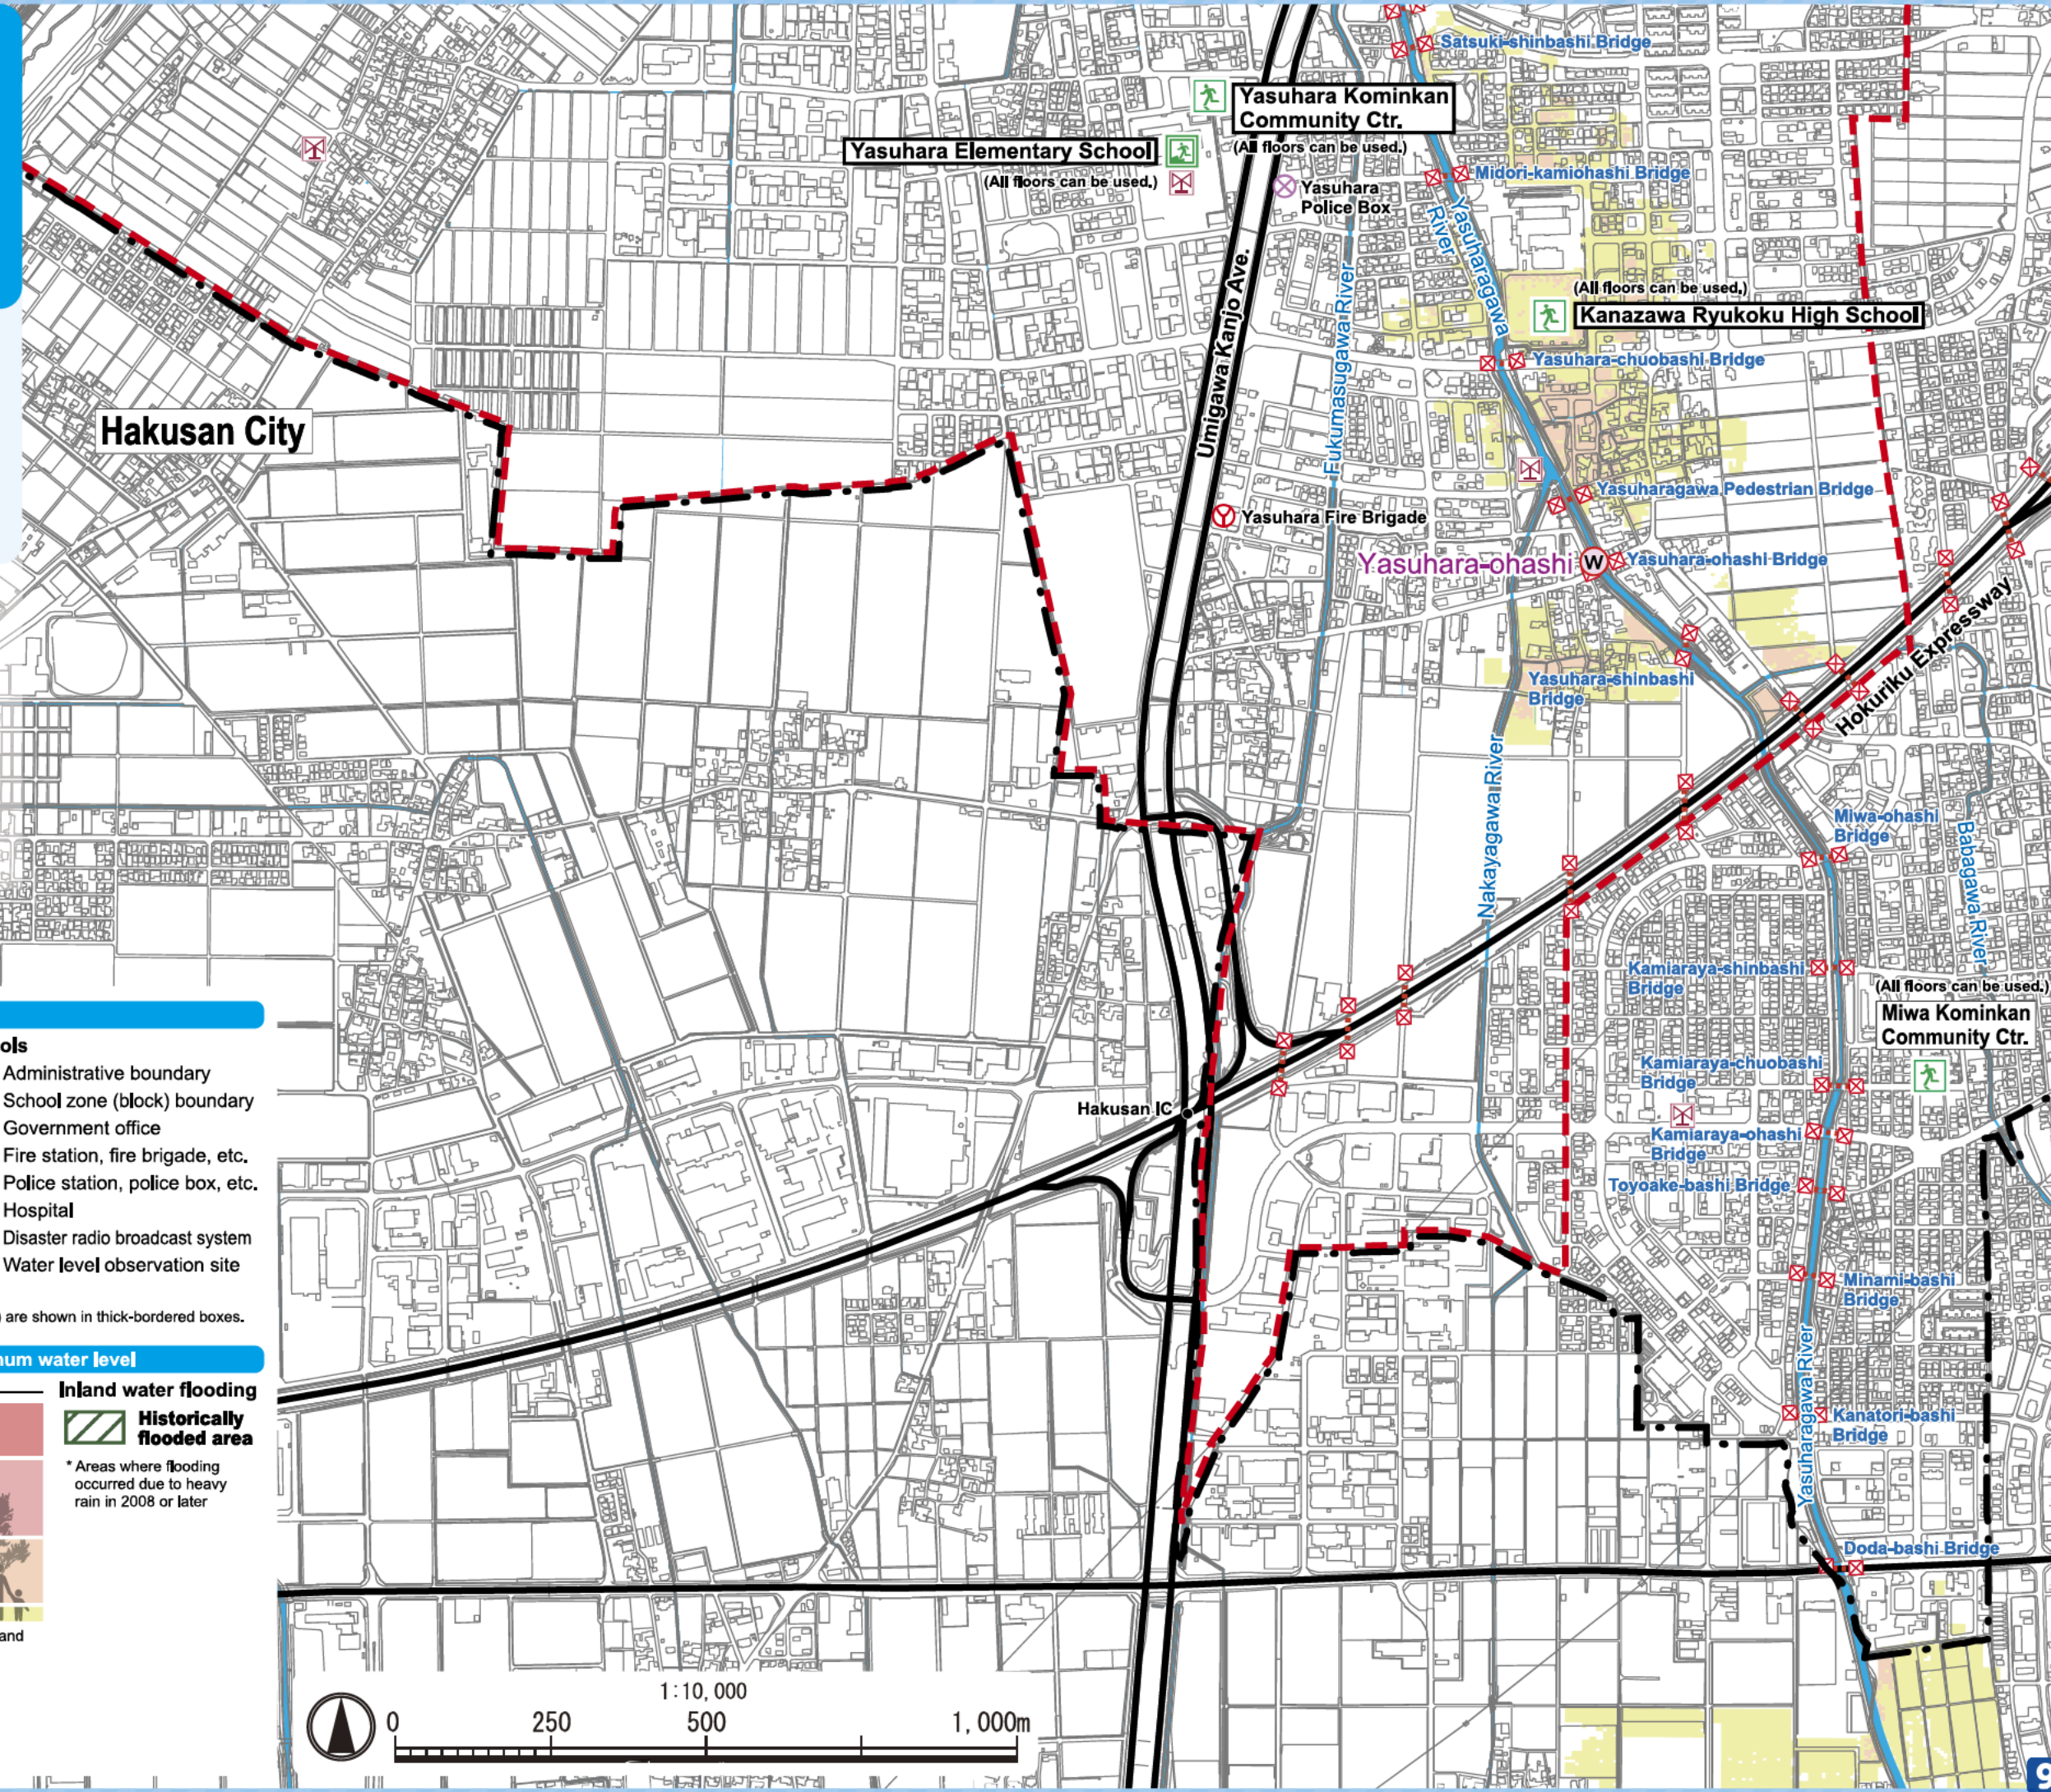 Satsuki-shinbashi Bridge
Yasuhara Kominkan
Community Ctr.
(All floors can be used.)
Yasuhara Elementary School
(All floors can be used.)
Midori-kamiohashi Bridge
Yasuhara
Police Box
Yasuharagawa
River
Umigawa Kanjo Ave.
Fukumasugawa River
(All floors can be used.)
Kanazawa Ryukoku High School
Yasuhara-chuobashi Bridge
Hakusan City
Yasuharagawa Pedestrian Bridge
Yasuhara Fire Brigade
Yasuhara-ohashi
W
Yasuhara-ohashi Bridge
Yasuhara-shinbashi
Bridge
Hokuriku Expressway
Nakayagawa River
Miwa-ohashi
Bridge
Babagawa River
Kamiaraya-shinbashi
Bridge
(All floors can be used.)
Miwa Kominkan
Community Ctr.
Kamiaraya-chuobashi
Bridge
Hakusan IC
Kamiaraya-ohashi
Bridge
Toyoake-bashi Bridge
Minami-bashi
Bridge
Yasuharagawa River
Kanatori-bashi
Bridge
Doda-bashi Bridge
ols
Administrative boundary
School zone (block) boundary
Government office
Fire station, fire brigade, etc.
Police station, police box, etc.
Hospital
Disaster radio broadcast system
Water level observation site
) are shown in thick-bordered boxes.
num water level
Inland water flooding
Historically
flooded area
* Areas where flooding
occurred due to heavy
rain in 2008 or later
and
1:10,000
0 250 500 1,000m
9